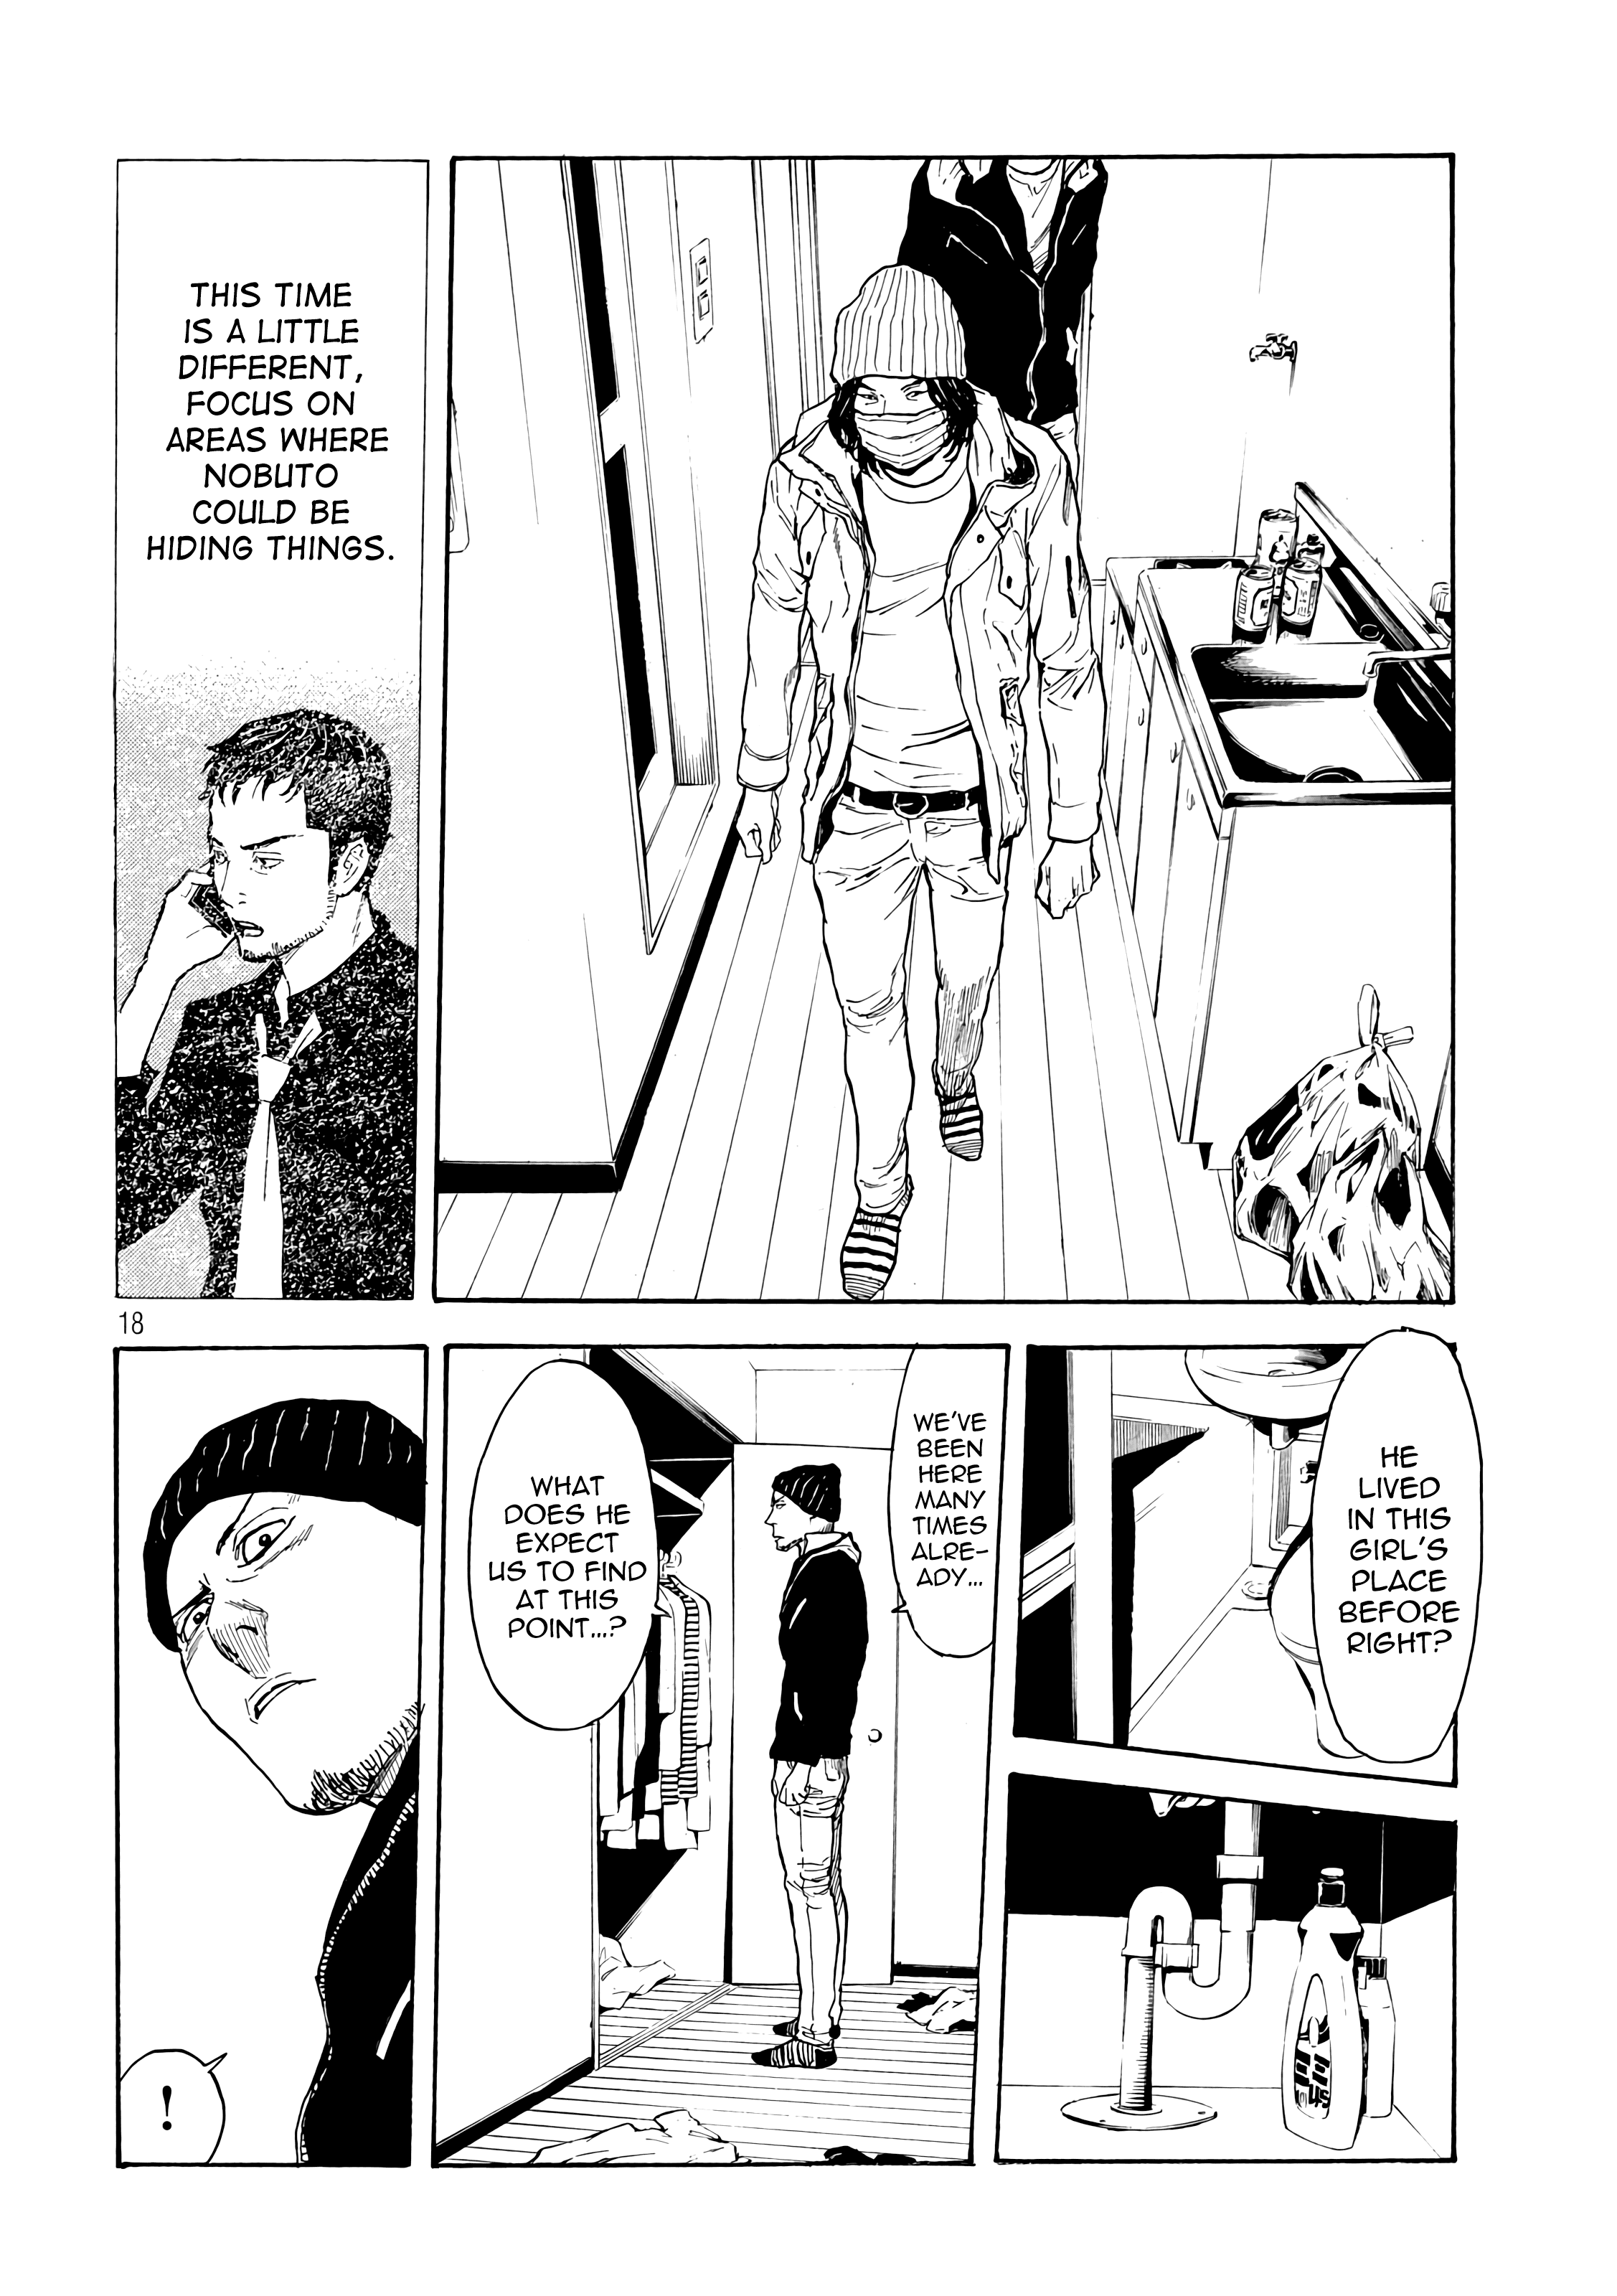 THIS TIME
IS A LITTLE
DIFFERENT,
FOCUS ON
AREAS WHERE
NOBUTO
COULD BE
HIDING THINGS.
18
HE
LIVED
IN THIS
GIRL'S
PLACE
BEFORE
RIGHT?
WE'VE
BEEN
HERE
MANY
TIMES
ALRE-
ADY...
WHAT
DOES HE
EXPECT
US TO FIND
AT THIS
POINT...?
!